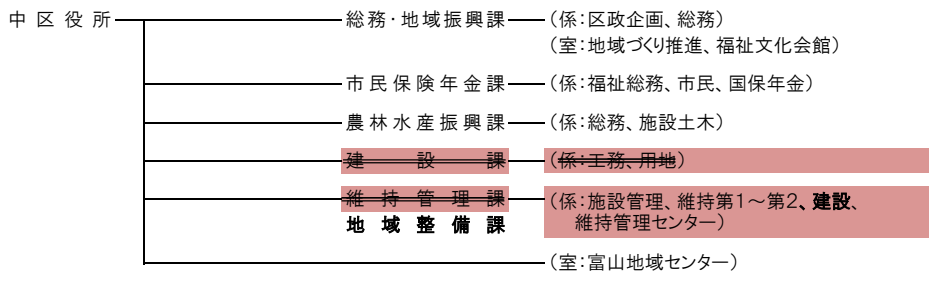 中区役所 総務・地域振興課 （係：区政企画、総務）
（室：地域づくり推進、福祉文化会館）
市民保険年金課 （係：福祉総務、市民、国保年金）
農林水産振興課 （係：総務、施設土木）
建設課 （係：工務、用地）
維持管理課 （係：施設管理、維持第１～第２、建設、
地域整備課 維持管理センター）
（室：富山地域センター）